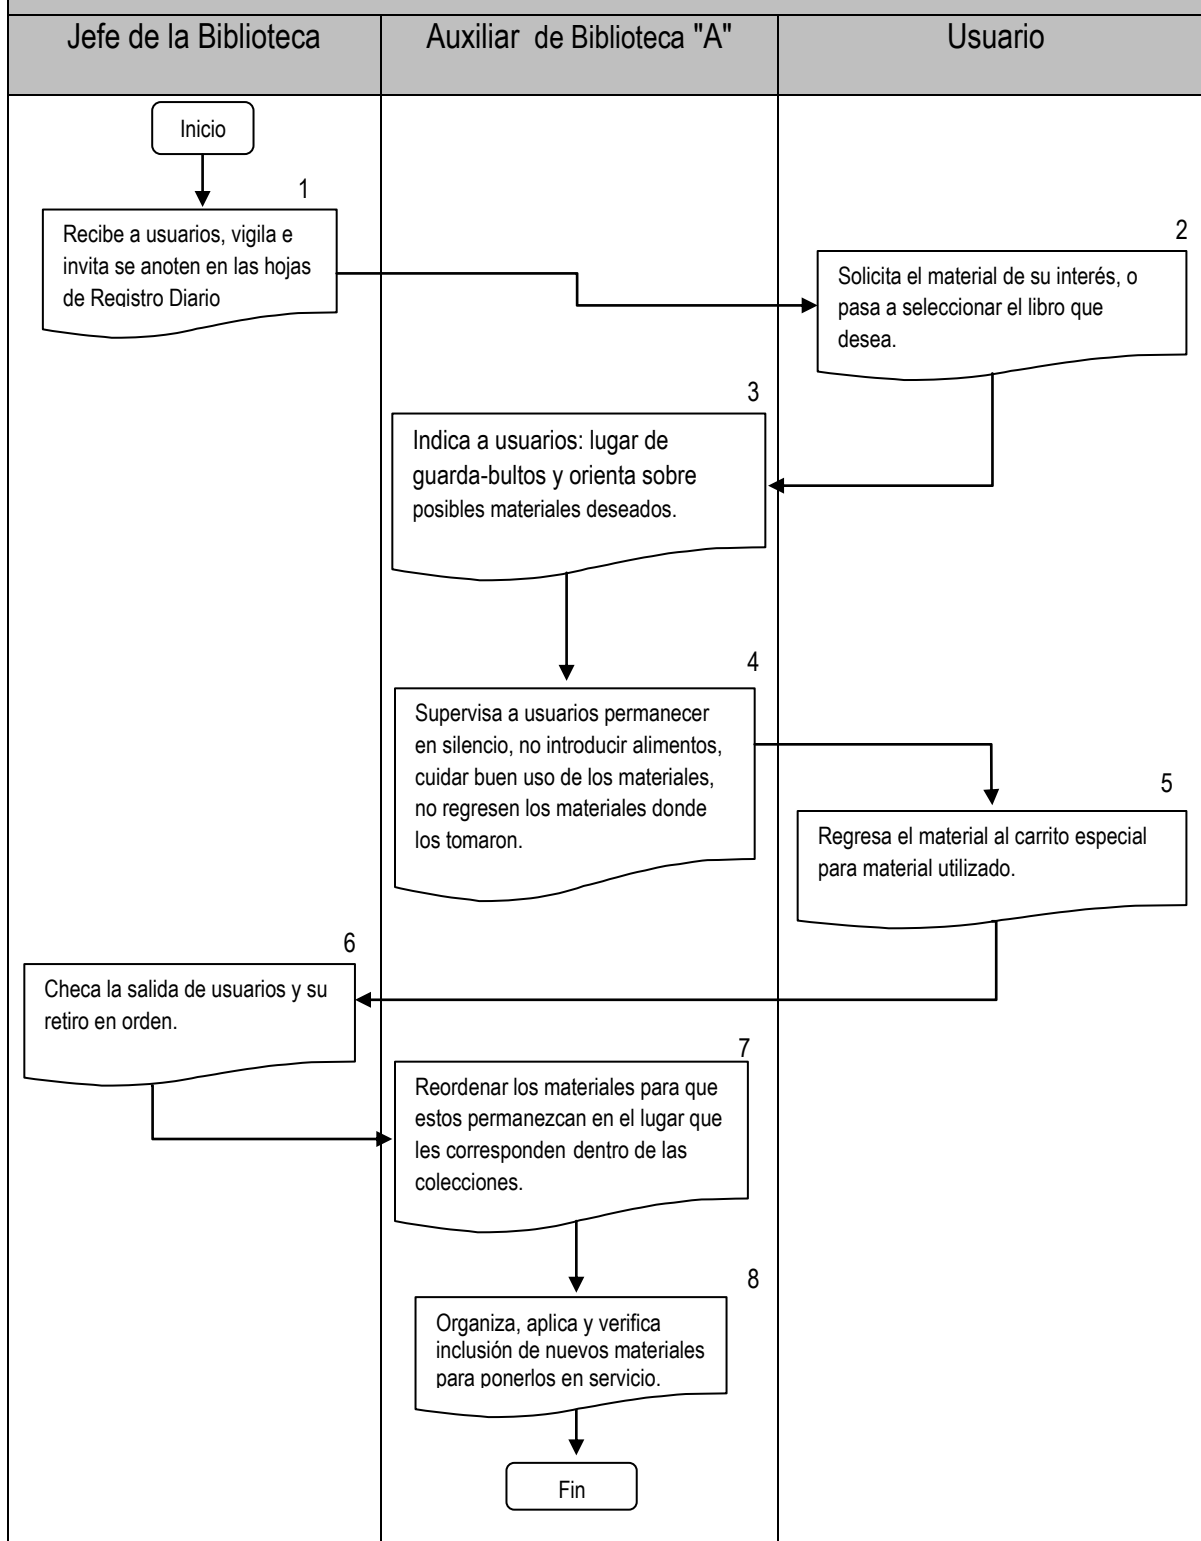 Jefe de la Biblioteca
Auxiliar de Biblioteca "A"
Usuario
Inicio
1
Recibe a usuarios, vigila e
invita se anoten en las hojas
de Registro Diario
2
Solicita el material de su interés, o
pasa a seleccionar el libro que
desea.
3
Indica a usuarios: lugar de
guarda-bultos y orienta sobre
posibles materiales deseados.
4
Supervisa a usuarios permanecer
en silencio, no introducir alimentos,
cuidar buen uso de los materiales,
no regresen los materiales donde
los tomaron.
5
Regresa el material al carrito especial
para material utilizado.
6
Checa la salida de usuarios y su
retiro en orden.
7
Reordenar los materiales para que
estos permanezcan en el lugar que
les corresponden dentro de las
colecciones.
8
Organiza, aplica y verifica
inclusión de nuevos materiales
para ponerlos en servicio.
Fin